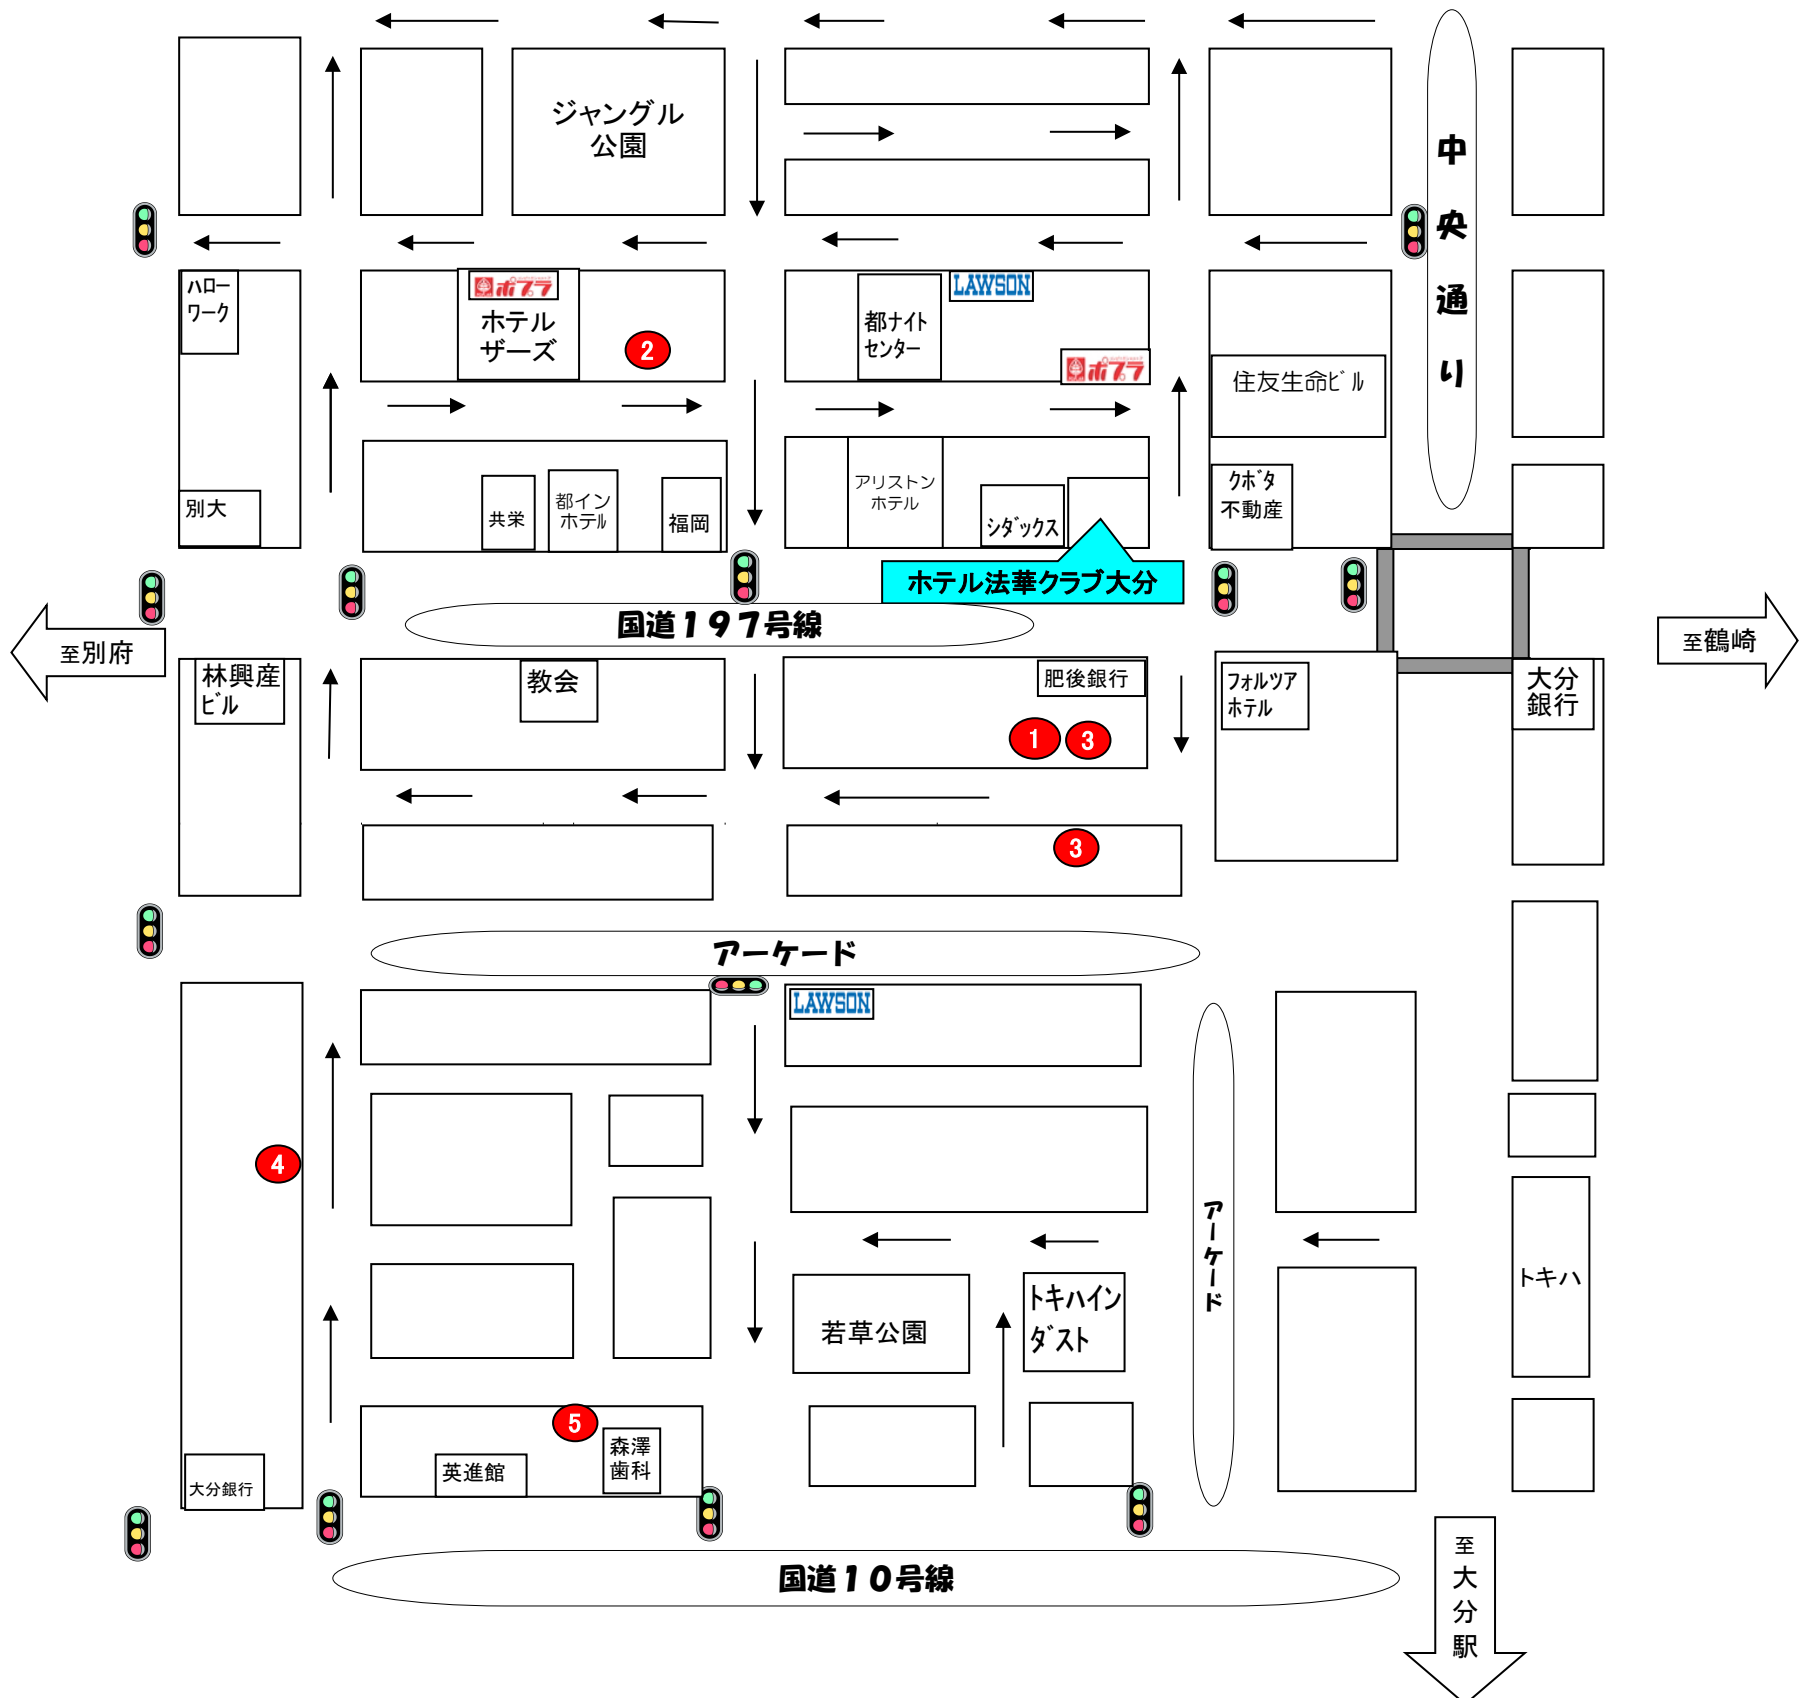 ジャングル
公園
中央通り
ハロー
ワーク
ポプラ
ホテル
ザーズ
2
都ナイト
センター
LAWSON
ポプラ
住友生命ビル
別大
共栄
都イン
ホテル
福岡
アリストン
ホテル
シダックス
クボタ
不動産
ホテル法華クラブ大分
国道197号線
至別府
至鶴崎
林興産
ビル
教会
肥後銀行
1
3
フォルツァ
ホテル
大分
銀行
3
アーケード
LAWSON
4
アーケード
トキハ
若草公園
トキハイン
ダスト
5
森澤
歯科
英進館
大分銀行
国道10号線
至大分駅